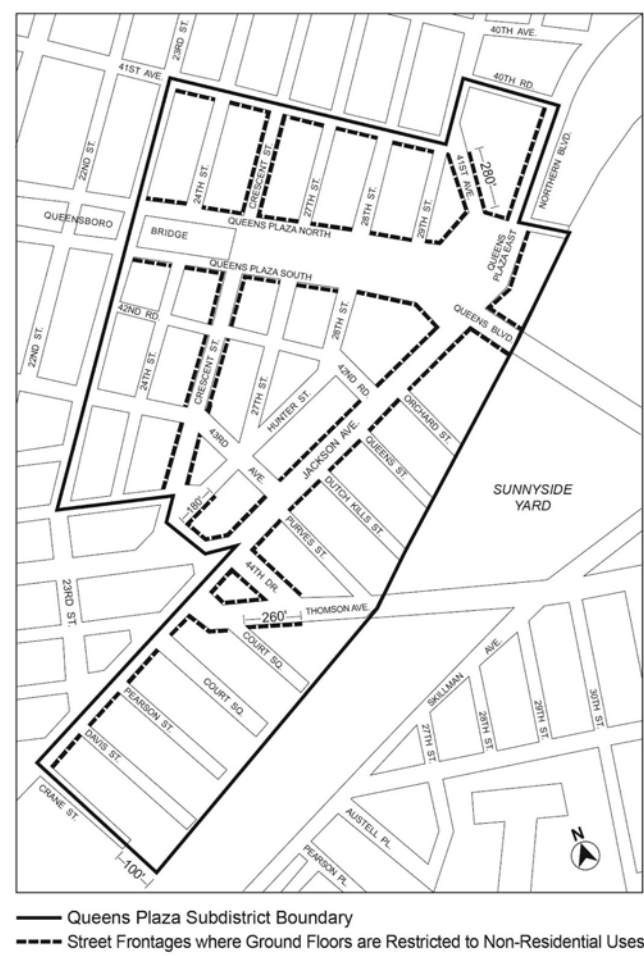 40TH AVE.
23RD ST.
41ST AVE.
40TH RD.
22ND ST.
NORTHERN BLVD.
24TH ST.
CRESCENT ST.
27TH ST.
28TH ST.
29TH ST.
41ST AVE.
280'
QUEENSBORO
BRIDGE
QUEENS PLAZA NORTH
QUEENS
PLAZA EAST
QUEENS PLAZA SOUTH
QUEENS BLVD.
42ND RD.
28TH ST.
22ND ST.
24TH ST.
CRESCENT ST.
27TH ST.
HUNTER ST.
42ND RD.
ORCHARD ST.
43RD
AVE.
JACKSON AVE.
QUEENS ST.
DUTCH KILLS ST.
PURVES ST.
SUNNYSIDE
YARD
180'
44TH DR.
23RD ST.
260'
THOMSON AVE.
COURT SQ.
COURT SQ.
SKILLMAN AVE.
PEARSON ST.
DAVIS ST.
27TH ST.
28TH ST.
29TH ST.
30TH ST.
CRANE ST.
100'
AUSTELL PL.
PEARSON PL.
N
Queens Plaza Subdistrict Boundary
Street Frontages where Ground Floors are Restricted to Non-Residential Uses